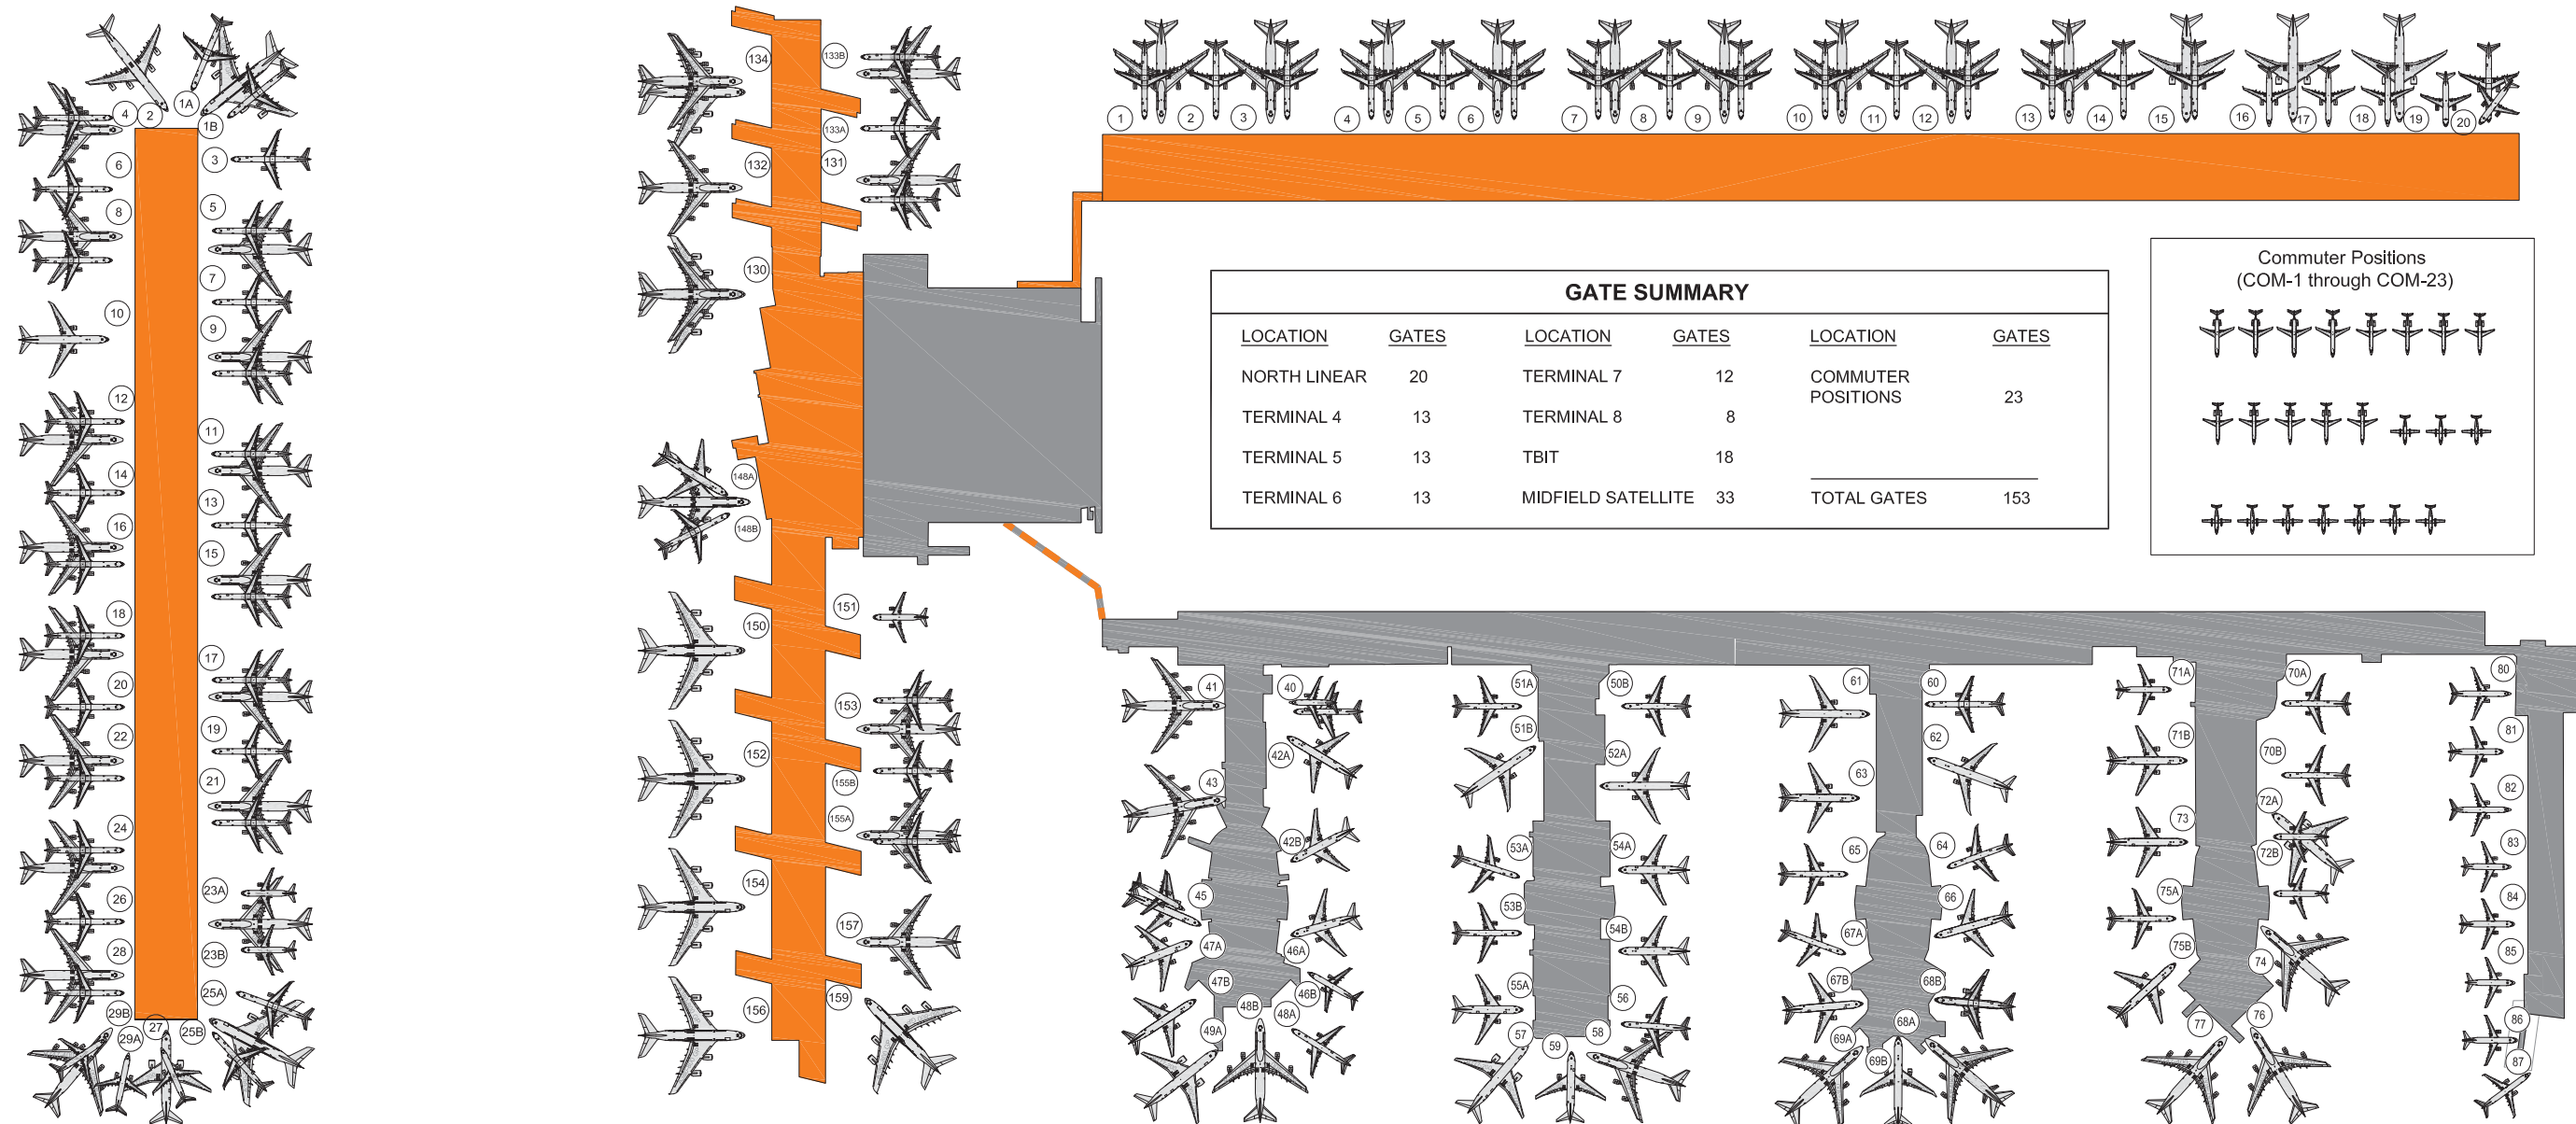 4
2
1A
1B
6
3
8
5
7
10
9
12
11
14
13
16
15
18
17
20
19
22
21
24
23A
26
23B
28
25A
29B
29A
27
25B
134
133B
133A
132
131
130
148A
148B
151
150
153
152
155B
155A
154
157
156
159
1
2
3
4
5
6
7
8
9
10
11
12
13
14
15
16
17
18
19
20
GATE SUMMARY
LOCATION GATES LOCATION GATES LOCATION GATES
NORTH LINEAR 20 TERMINAL 7 12 COMMUTER
POSITIONS 23
TERMINAL 4 13 TERMINAL 8 8
TERMINAL 5 13 TBIT 18
TERMINAL 6 13 MIDFIELD SATELLITE 33 TOTAL GATES 153
Commuter Positions
(COM-1 through COM-23)
41
40
42A
43
42B
45
47A
46A
47B
46B
48B
48A
49A
51A
50B
51B
52A
53A
54A
53B
54B
55A
56
57
58
59
61
60
62
63
65
64
66
67A
67B
68B
68A
69A
69B
71A
70A
71B
70B
72A
73
72B
75A
75B
74
77
76
80
81
82
83
84
85
86
87